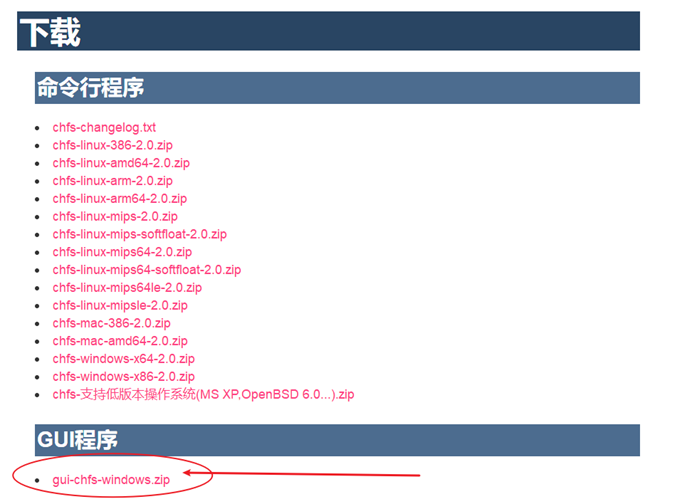 下载
命令行程序
chfs-changelog.txt
chfs-linux-386-2.0.zip
chfs-linux-amd64-2.0.zip
chfs-linux-arm-2.0.zip
chfs-linux-arm64-2.0.zip
chfs-linux-mips-2.0.zip
chfs-linux-mips-softfloat-2.0.zip
chfs-linux-mips64-2.0.zip
chfs-linux-mips64-softfloat-2.0.zip
chfs-linux-mips64le-2.0.zip
chfs-linux-mipsle-2.0.zip
chfs-mac-386-2.0.zip
chfs-mac-amd64-2.0.zip
chfs-windows-x64-2.0.zip
chfs-windows-x86-2.0.zip
chfs-支持低版本操作系统(MS XP,OpenBSD 6.0...).zip
GUI程序
gui-chfs-windows.zip